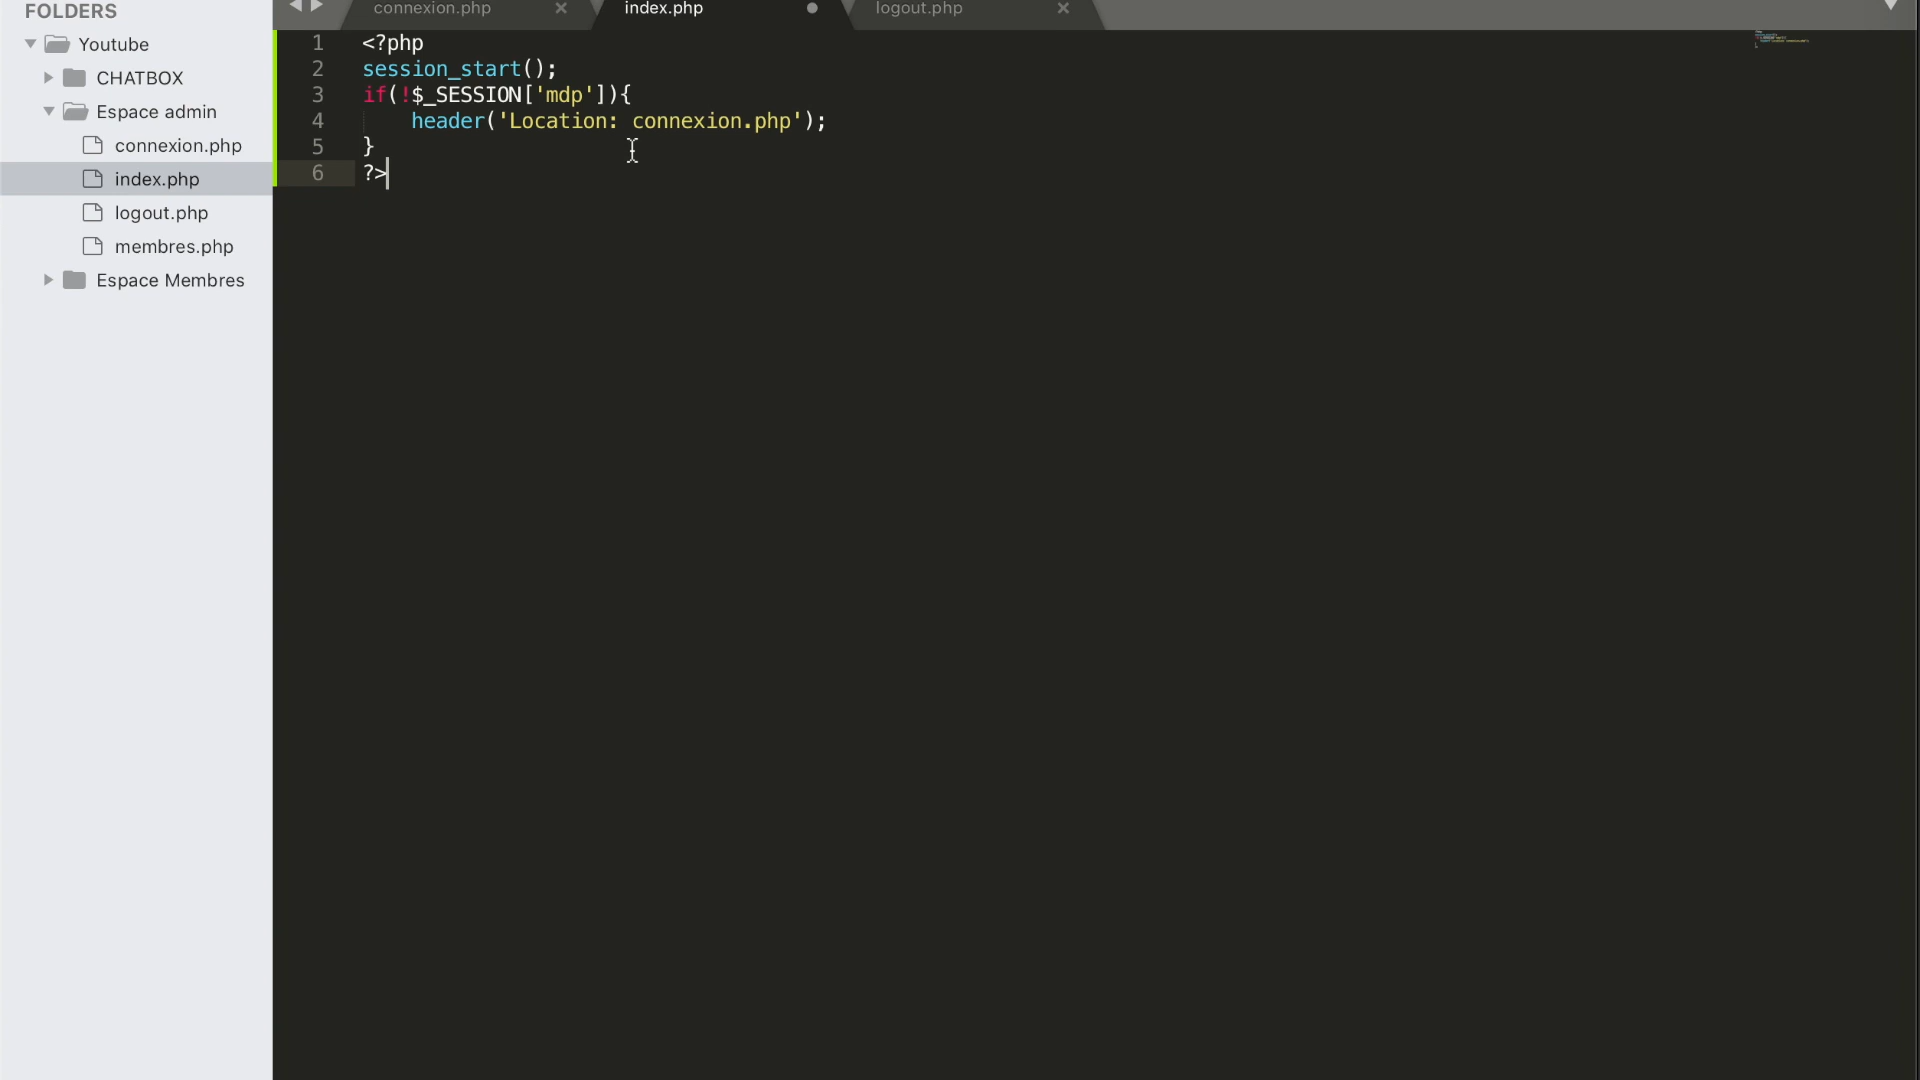 FOLDERS
Youtube
CHATBOX
Espace admin
connexion.php
index.php
logout.php
membres.php
Espace Membres
connexion.php
index.php
logout.php
1 <?php
2 session_start();
3 if(!$_SESSION['mdp']){
4 header('Location: connexion.php');
5 }
6 ?>